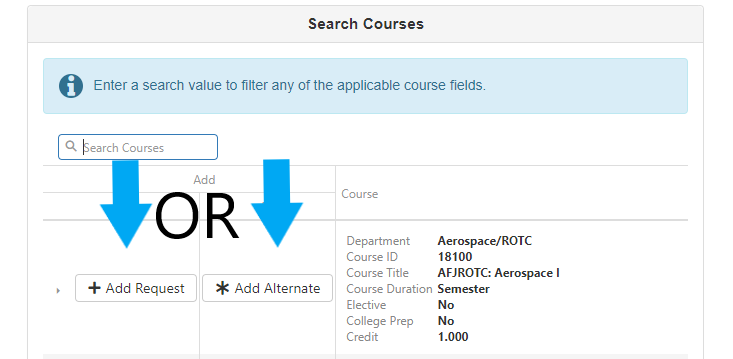 Search Courses
Enter a search value to filter any of the applicable course fields.
Search Courses
Add
Course
OR
Department Aerospace/ROTC
Course ID 18100
Course Title AFJROTC: Aerospace I
Course Duration Semester
Elective No
College Prep No
Credit 1.000
Add Request
Add Alternate